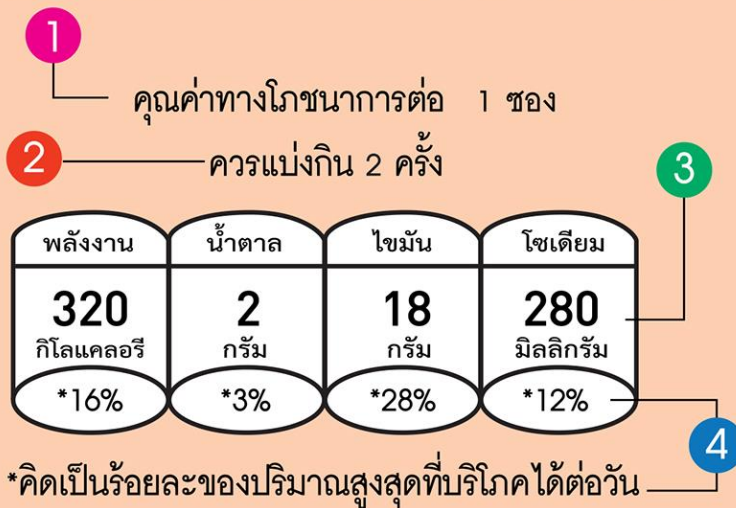 1
คุณค่าทางโภชนาการต่อ 1 ซอง
2
ควรแบ่งกิน 2 ครั้ง
3
พลังงาน น้ำตาล ไขมัน โซเดียม
320 2 18 280
กิโลแคลอรี กรัม กรัม มิลลิกรัม
*16% *3% *28% *12%
4
*คิดเป็นร้อยละของปริมาณสูงสุดที่บริโภคได้ต่อวัน